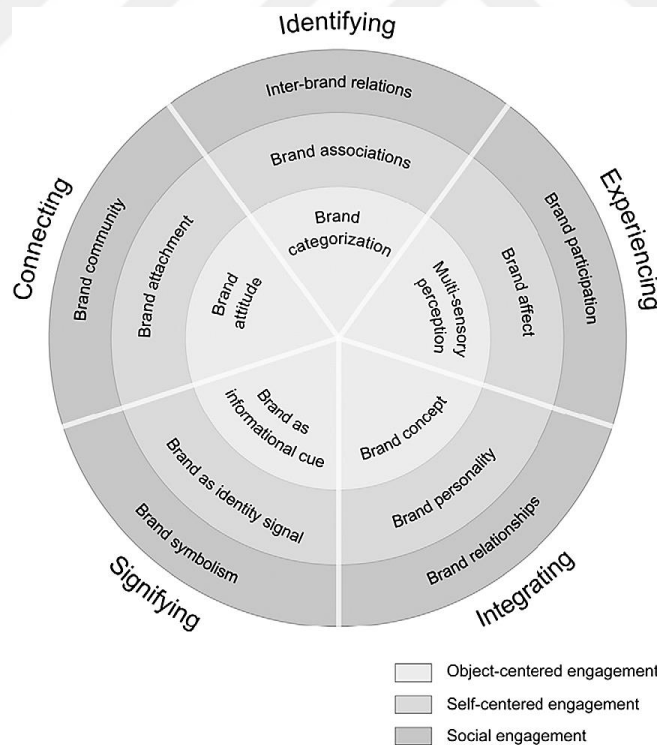 Identifying
Inter-brand relations
Brand associations
Brand
categorization
Experiencing
Brand participation
Brand affect
Multi-sensory
perception
Integrating
Brand relationships
Brand personality
Brand concept
Signifying
Brand symbolism
Brand as identity signal
Brand as
informational cue
Connecting
Brand community
Brand attachment
Brand
attitude
Object-centered engagement
Self-centered engagement
Social engagement